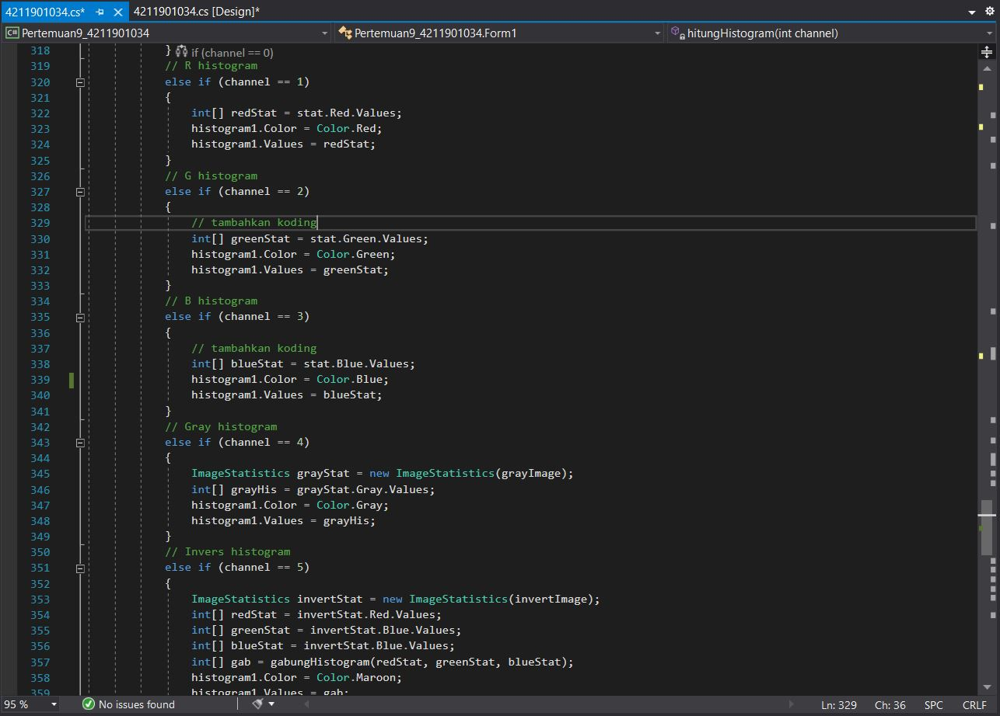 4211901034.cs*
4211901034.cs [Design]*
C# Pertemuan9_4211901034
Pertemuan9_4211901034.Form1
hitungHistogram(int channel)
318 } if (channel == 0)
319 // R histogram
320 else if (channel == 1)
321 {
322 int[] redStat = stat.Red.Values;
323 histogram1.Color = Color.Red;
324 histogram1.Values = redStat;
325 }
326 // G histogram
327 else if (channel == 2)
328 {
329 // tambahkan koding
330 int[] greenStat = stat.Green.Values;
331 histogram1.Color = Color.Green;
332 histogram1.Values = greenStat;
333 }
334 // B histogram
335 else if (channel == 3)
336 {
337 // tambahkan koding
338 int[] blueStat = stat.Blue.Values;
339 histogram1.Color = Color.Blue;
340 histogram1.Values = blueStat;
341 }
342 // Gray histogram
343 else if (channel == 4)
344 {
345 ImageStatistics grayStat = new ImageStatistics(grayImage);
346 int[] grayHis = grayStat.Gray.Values;
347 histogram1.Color = Color.Gray;
348 histogram1.Values = grayHis;
349 }
350 // Invers histogram
351 else if (channel == 5)
352 {
353 ImageStatistics invertStat = new ImageStatistics(invertImage);
354 int[] redStat = invertStat.Red.Values;
355 int[] greenStat = invertStat.Blue.Values;
356 int[] blueStat = invertStat.Blue.Values;
357 int[] gab = gabungHistogram(redStat, greenStat, blueStat);
358 histogram1.Color = Color.Maroon;
359 histogram1.Values = gab;
95 %
No issues found
Ln: 329
Ch: 36
SPC
CRLF